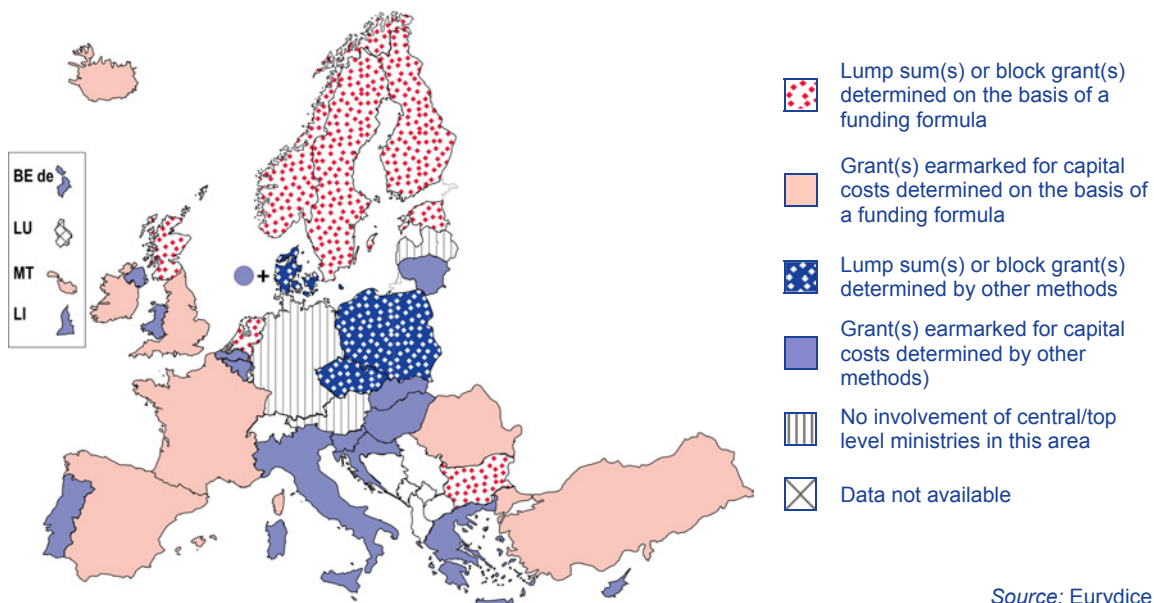 BE de
LU
MT
LI
+
Lump sum(s) or block grant(s)
determined on the basis of a
funding formula
Grant(s) earmarked for capital
costs determined on the basis of
a funding formula
Lump sum(s) or block grant(s)
determined by other methods
Grant(s) earmarked for capital
costs determined by other
methods)
No involvement of central/top
level ministries in this area
Data not available
Source: Eurydice